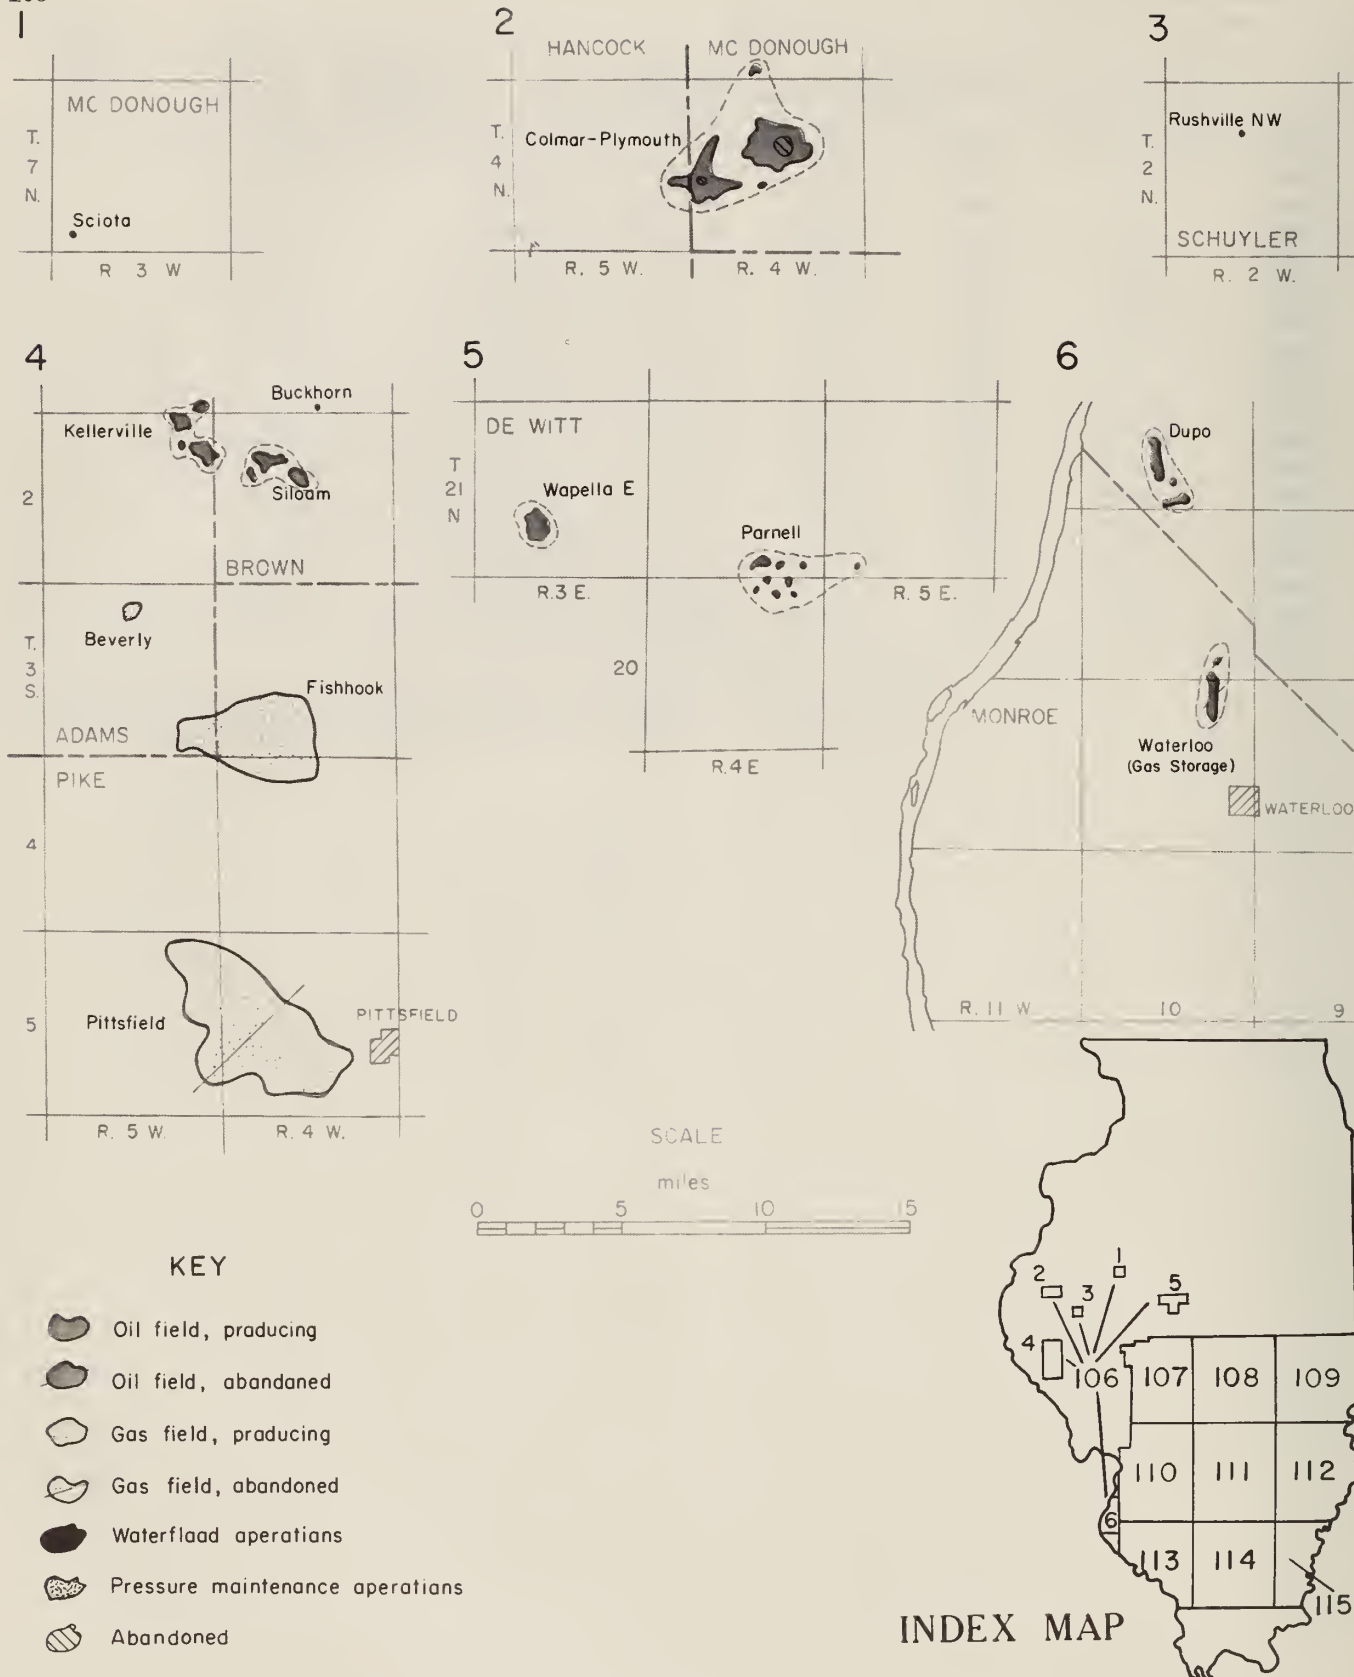 1
MC DONOUGH
T.
7
N.
Sciota
R 3 W
2
HANCOCK
MC DONOUGH
T.
4
N.
Colmar-Plymouth
R. 5 W.
R. 4 W.
3
Rushville NW
T.
2
N.
SCHUYLER
R. 2 W.
4
Buckhorn
Kellerville
2
Siloam
BROWN
Beverly
T.
3
S.
Fishhook
ADAMS
PIKE
4
Pittsfield
5
PITTSFIELD
R. 5 W.
R. 4 W.
5
DE WITT
T
21
N
Wapella E
Parnell
R.3 E.
R. 5 E.
20
R.4 E
6
Dupo
MONROE
Waterloo
(Gas Storage)
WATERLOO
R. 11 W
10
9
SCALE
miles
0 5 10 15
KEY
Oil field, producing
Oil field, abandaned
Gas field, producing
Gas field, abandoned
Waterflaad aperatians
Pressure maintenance aperatians
Abandoned
1
2
3
5
4
106
107
108
109
110
111
112
6
113
114
115
INDEX MAP